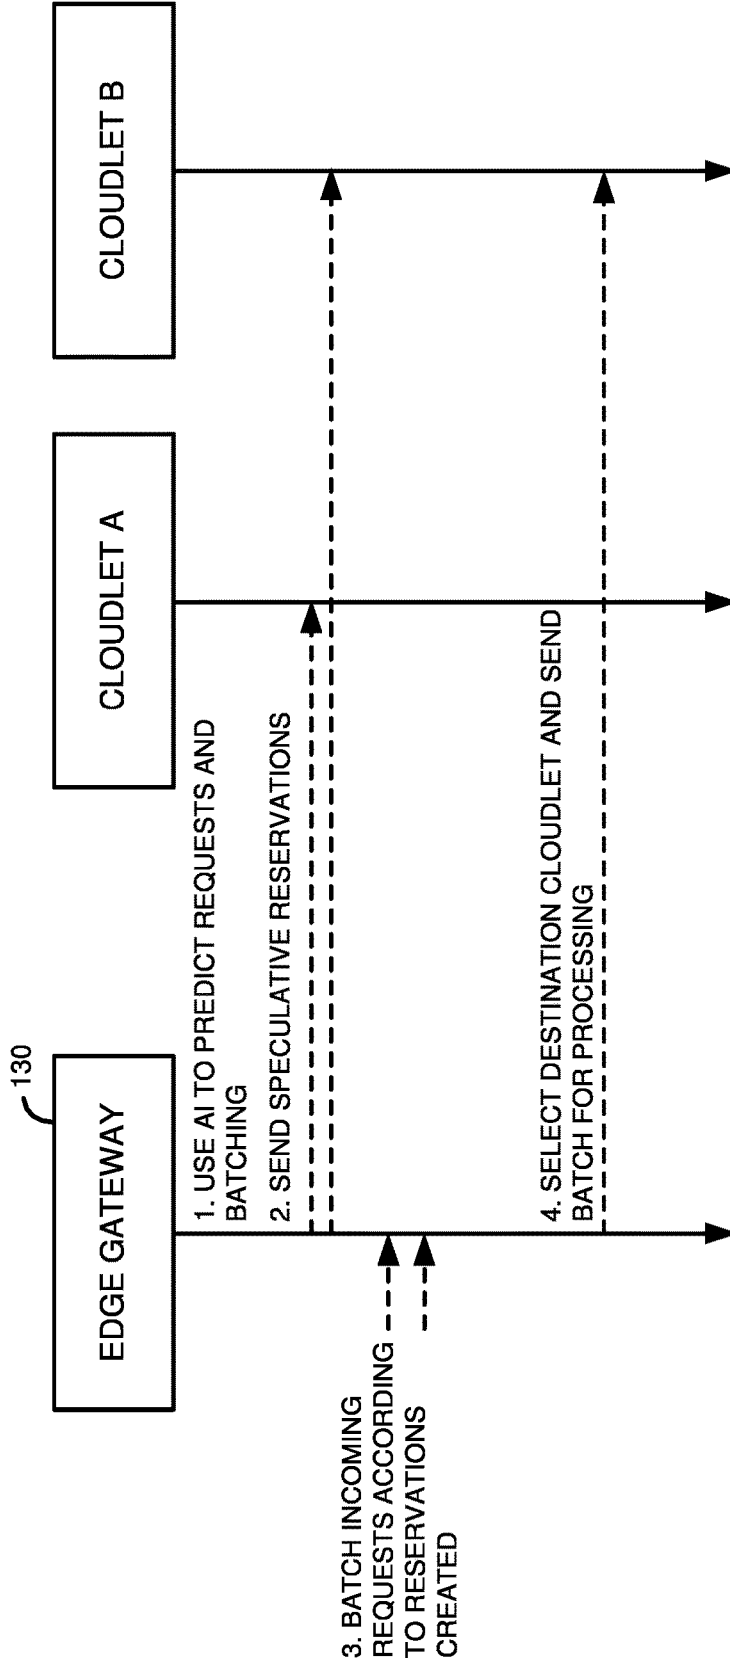 130
EDGE GATEWAY
CLOUDLET A
CLOUDLET B
1. USE AI TO PREDICT REQUESTS AND
BATCHING
2. SEND SPECULATIVE RESERVATIONS
3. BATCH INCOMING
REQUESTS ACCORDING
TO RESERVATIONS
CREATED
4. SELECT DESTINATION CLOUDLET AND SEND
BATCH FOR PROCESSING